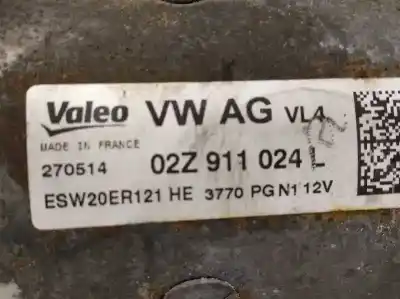 Valeo VW AG VL4
MADE IN FRANCE
270514 02Z 911 024 L
ESW20ER121 HE 3770 PG N1 12V